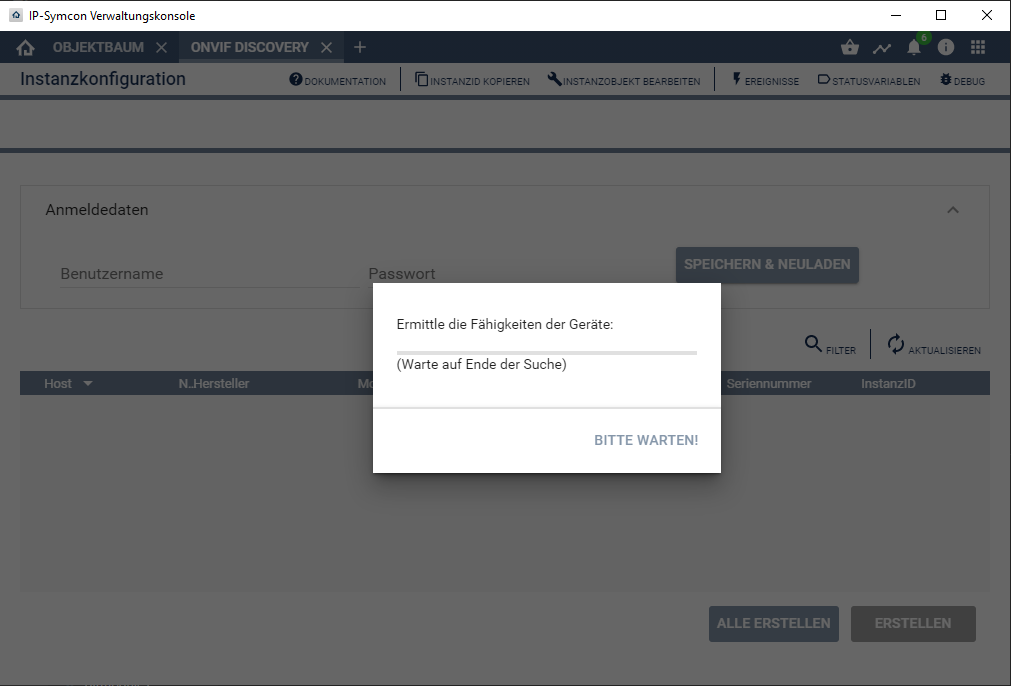 IP-Symcon Verwaltungskonsole
OBJEKTBAUM ONVIF DISCOVERY 6
Instanzkonfiguration DOKUMENTATION INSTANZID KOPIEREN INSTANZOBJEKT BEARBEITEN EREIGNISSE STATUSVARIABLEN DEBUG
Anmeldedaten
Benutzername Passwort SPEICHERN & NEULADEN
Ermittle die Fähigkeiten der Geräte:
(Warte auf Ende der Suche)
BITTE WARTEN!
FILTER AKTUALISIEREN
Host N..Hersteller Seriennummer InstanzID
ALLE ERSTELLEN ERSTELLEN